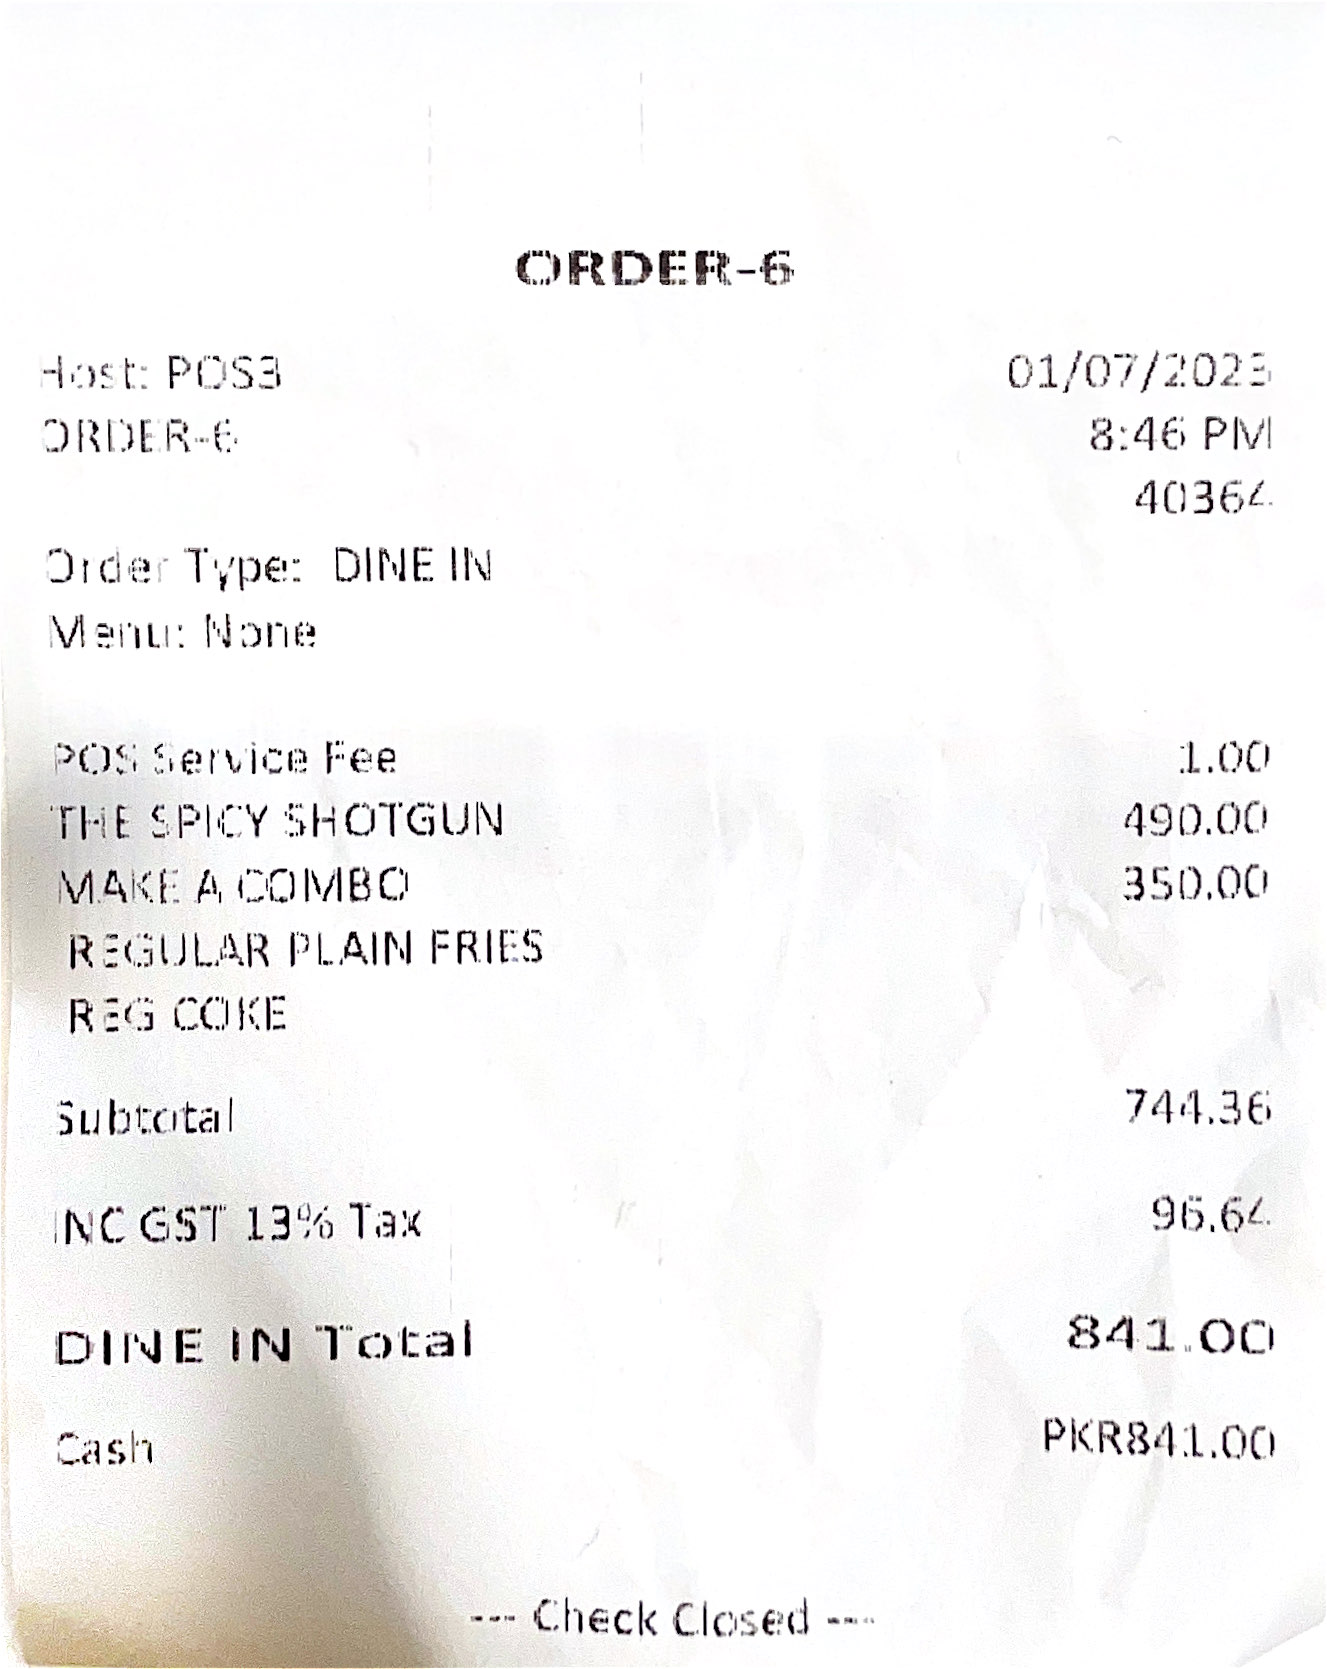 ORDER-6
Host: POS3 01/07/2023
ORDER-6 8:46 PM
40364
Order Type: DINE IN
Menu: None
POS Service Fee 1.00
THE SPICY SHOTGUN 490.00
MAKE A COMBO 350.00
REGULAR PLAIN FRIES
REG COKE
Subtotal 744.36
INC GST 13% Tax 96.64
DINE IN Total 841.00
Cash PKR841.00
--- Check Closed ---